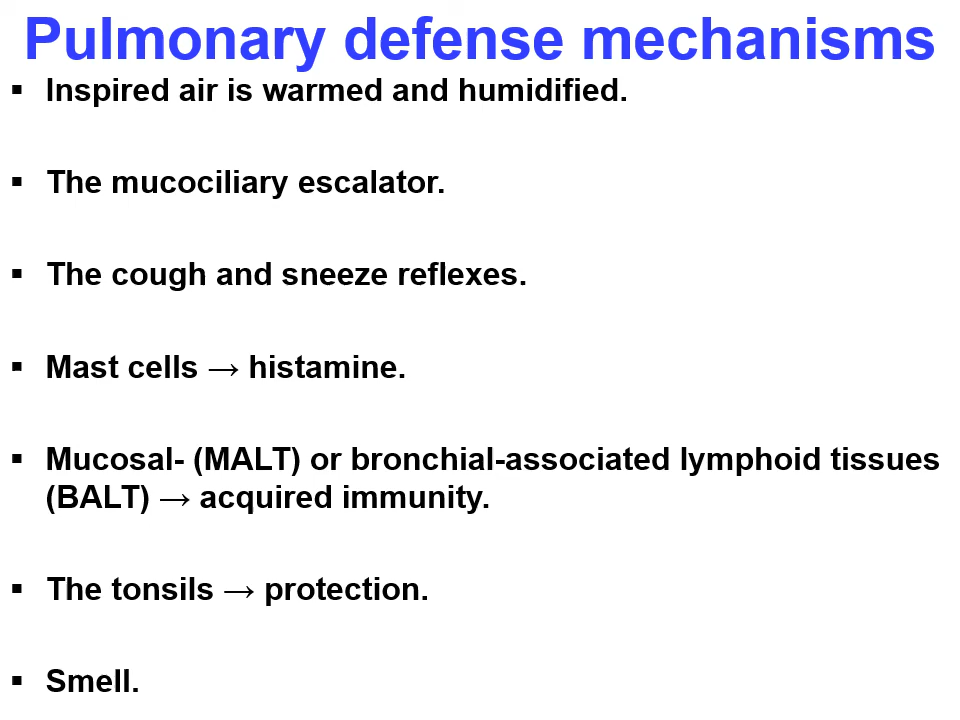 Pulmonary defense mechanisms
▪ Inspired air is warmed and humidified.
▪ The mucociliary escalator.
▪ The cough and sneeze reflexes.
▪ Mast cells → histamine.
▪ Mucosal- (MALT) or bronchial-associated lymphoid tissues
(BALT) → acquired immunity.
▪ The tonsils → protection.
▪ Smell.